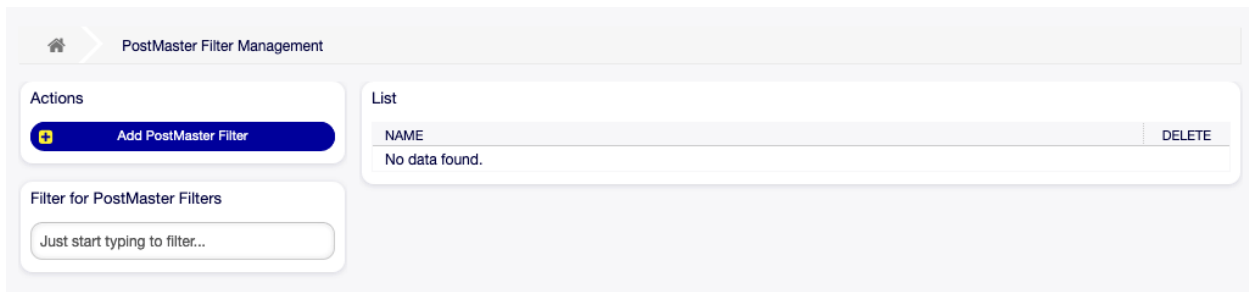 PostMaster Filter Management
Actions
Add PostMaster Filter
Filter for PostMaster Filters
Just start typing to filter...
List
NAME DELETE
No data found.